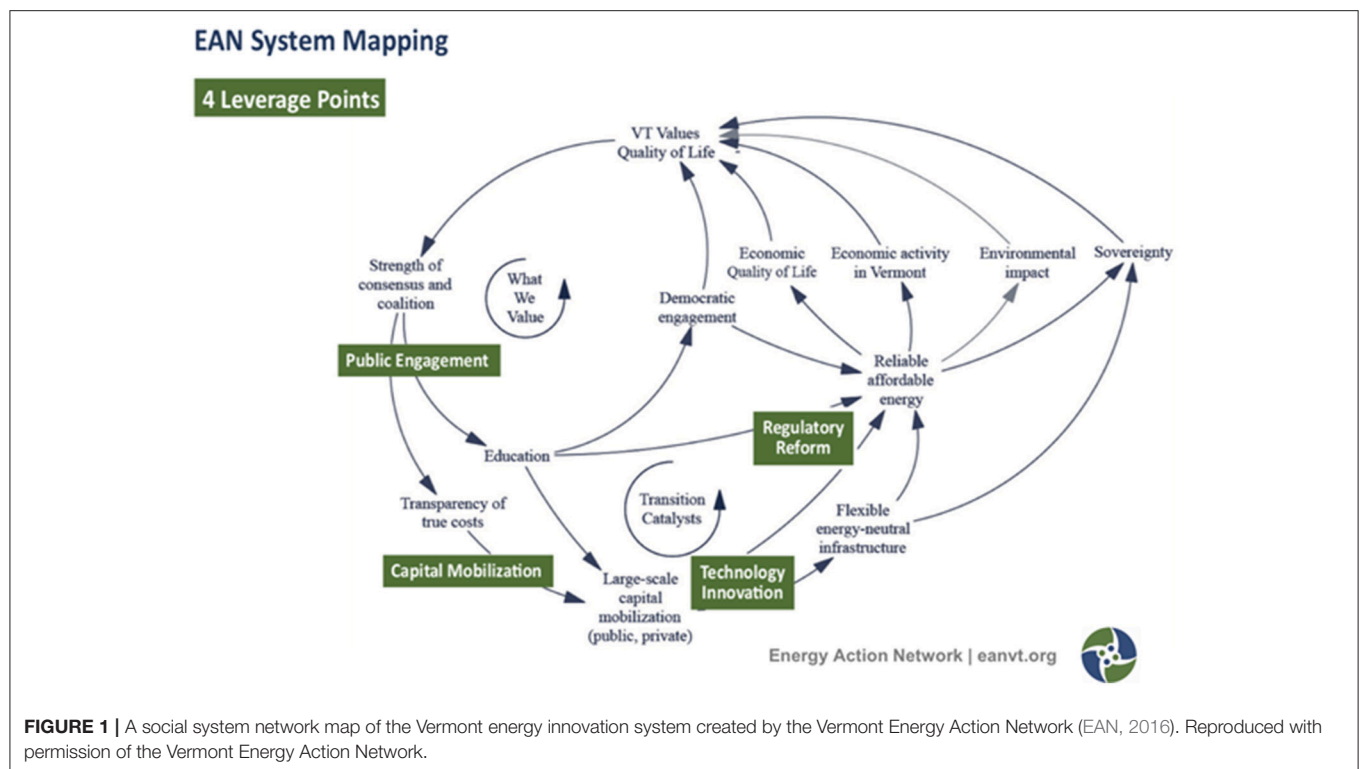 EAN System Mapping
4 Leverage Points
VT Values
Quality of Life
Strength of
consensus and
coalition
What
We
Value
Democratic
engagement
Economic
Quality of Life
Economic activity
in Vermont
Environmental
impact
Sovereignty
Public Engagement
Reliable
affordable
energy
Regulatory
Reform
Education
Transparency of
true costs
Transition
Catalysts
Flexible
energy-neutral
infrastructure
Capital Mobilization
Large-scale
capital
mobilization
(public, private)
Technology
Innovation
Energy Action Network | eanvt.org
FIGURE 1 | A social system network map of the Vermont energy innovation system created by the Vermont Energy Action Network (EAN, 2016). Reproduced with
permission of the Vermont Energy Action Network.